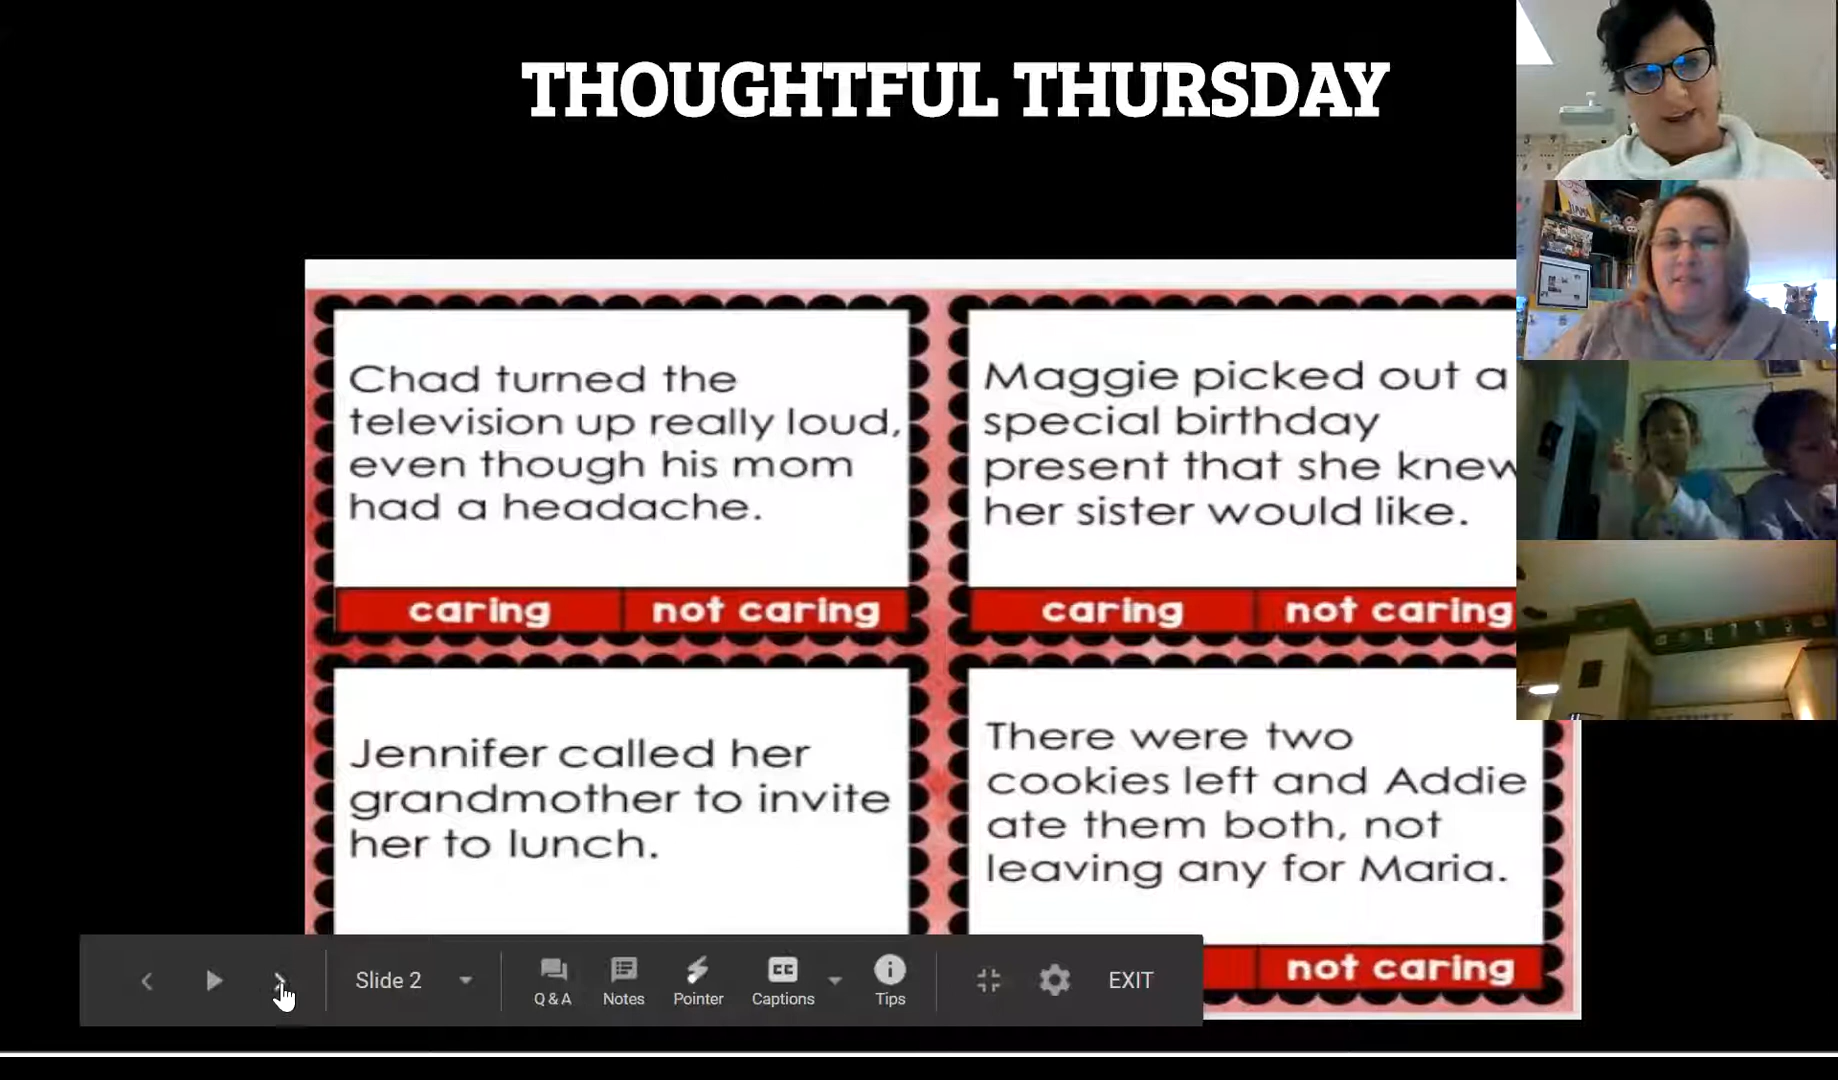 THOUGHTFUL THURSDAY
Chad turned the
television up really loud,
even though his mom
had a headache.
caring
not caring
Maggie picked out a
special birthday
present that she knew
her sister would like.
caring
not caring
Jennifer called her
grandmother to invite
her to lunch.
There were two
cookies left and Addie
ate them both, not
leaving any for Maria.
not caring
Slide 2
Q & A
Notes
Pointer
CC
Captions
Tips
EXIT